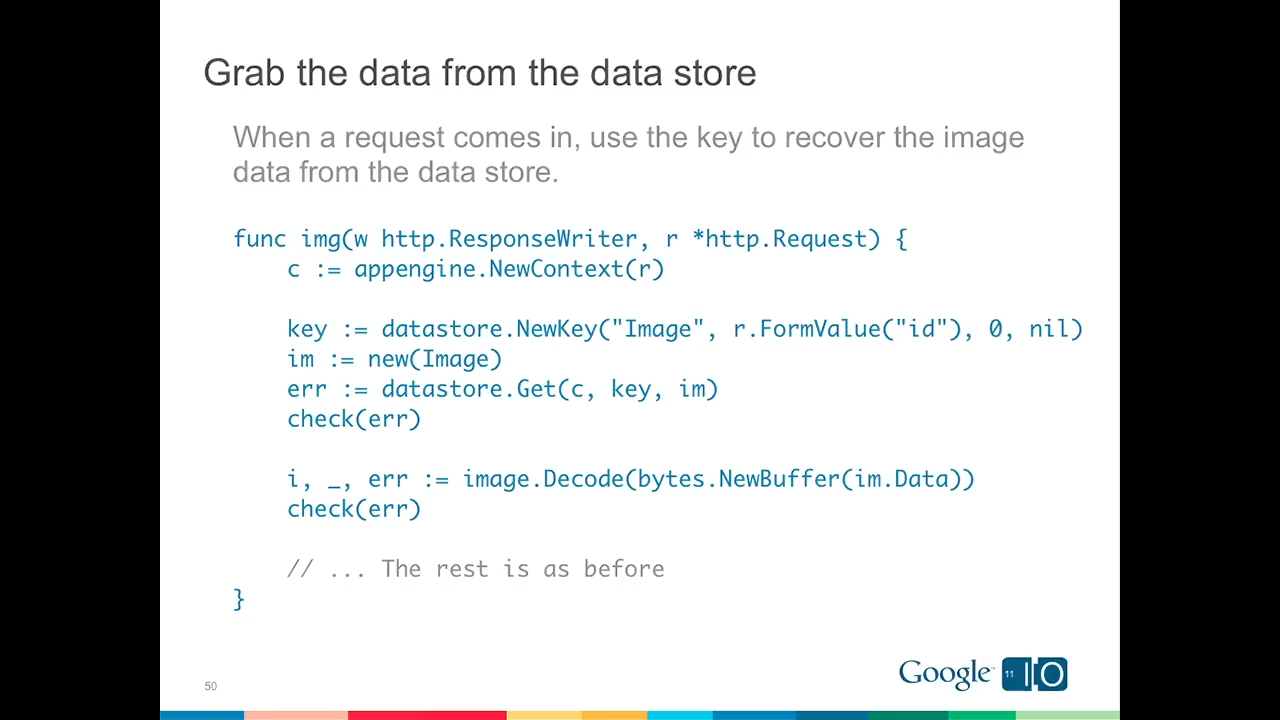 Grab the data from the data store
When a request comes in, use the key to recover the image
data from the data store.
func img(w http.ResponseWriter, r *http.Request) {
    c := appengine.NewContext(r)
    key := datastore.NewKey("Image", r.FormValue("id"), 0, nil)
    im := new(Image)
    err := datastore.Get(c, key, im)
    check(err)
    i, _, err := image.Decode(bytes.NewBuffer(im.Data))
    check(err)
    // ... The rest is as before
}
Google™ 11 IO
50